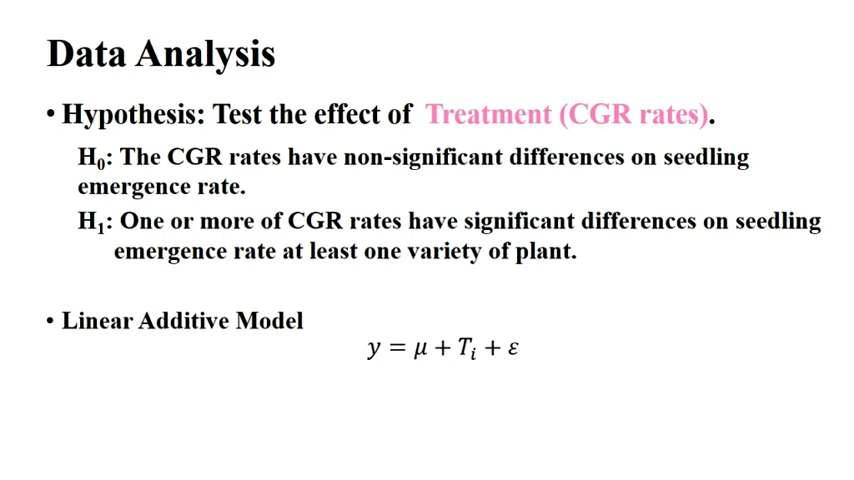 Data Analysis
• Hypothesis: Test the effect of Treatment (CGR rates).
H₀: The CGR rates have non-significant differences on seedling
emergence rate.
H₁: One or more of CGR rates have significant differences on seedling
emergence rate at least one variety of plant.
• Linear Additive Model
𝑦 = 𝜇 + 𝑇ᵢ + 𝜀